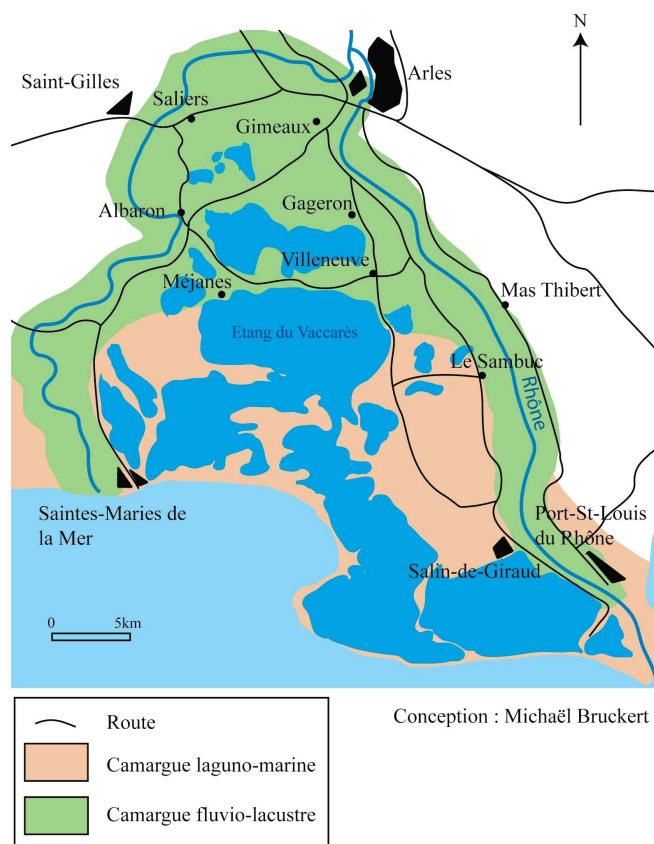 N
Arles
Saint-Gilles
Saliers
Gimeaux
Albaron
Gageron
Villeneuve
Méjanes
Mas Thibert
Etang du Vaccarès
Le Sambuc
Rhône
Saintes-Maries de
la Mer
Port-St-Louis
du Rhône
Salin-de-Giraud
0 5km
Route
Conception : Michaël Bruckert
Camargue laguno-marine
Camargue fluvio-lacustre